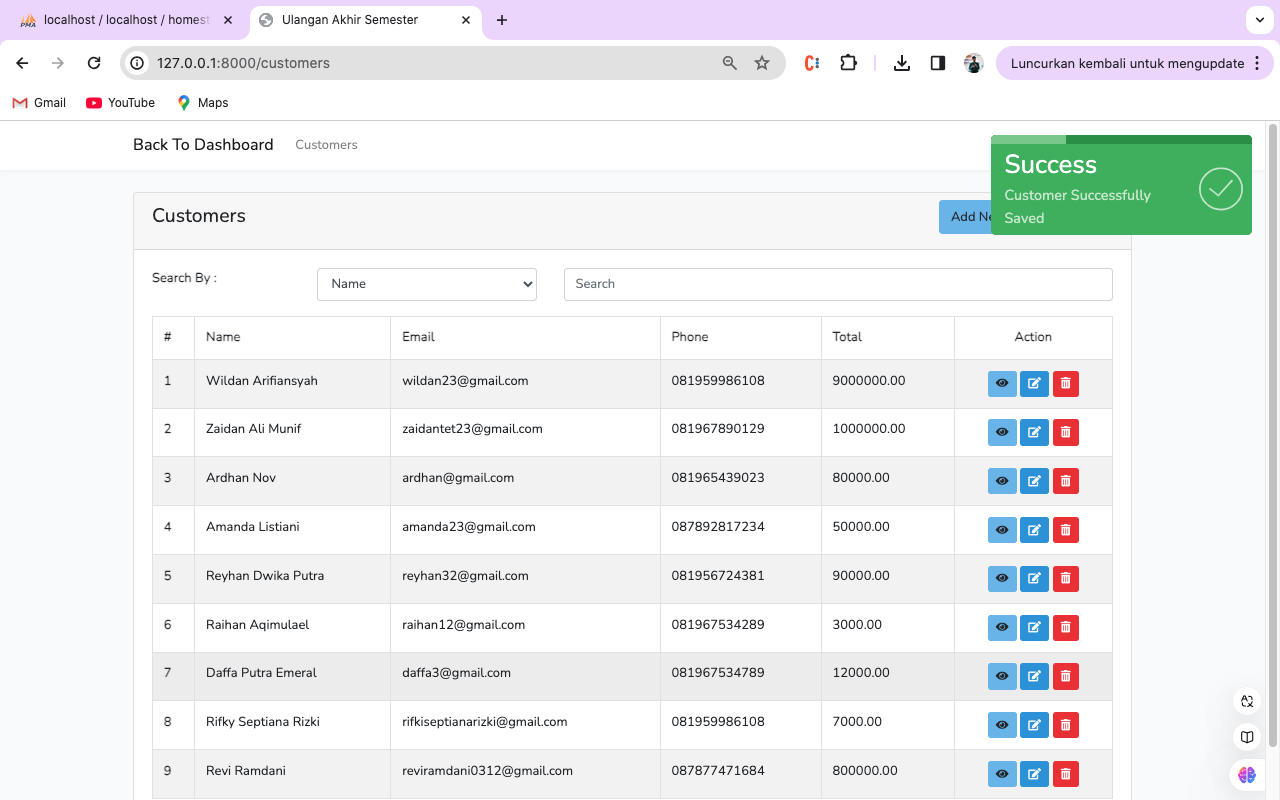 localhost / localhost / homest
Ulangan Akhir Semester
127.0.0.1:8000/customers
Luncurkan kembali untuk mengupdate
Gmail YouTube Maps
Back To Dashboard Customers
Success
Customer Successfully
Saved
Customers
Add Ne
Search By : Name Search
# Name Email Phone Total Action
1 Wildan Arifiansyah wildan23@gmail.com 081959986108 9000000.00
2 Zaidan Ali Munif zaidantet23@gmail.com 081967890129 1000000.00
3 Ardhan Nov ardhan@gmail.com 081965439023 80000.00
4 Amanda Listiani amanda23@gmail.com 087892817234 50000.00
5 Reyhan Dwika Putra reyhan32@gmail.com 081956724381 90000.00
6 Raihan Aqimulael raihan12@gmail.com 081967534289 3000.00
7 Daffa Putra Emeral daffa3@gmail.com 081967534789 12000.00
8 Rifky Septiana Rizki rifkiseptianarizki@gmail.com 081959986108 7000.00
9 Revi Ramdani reviramdani0312@gmail.com 087877471684 800000.00